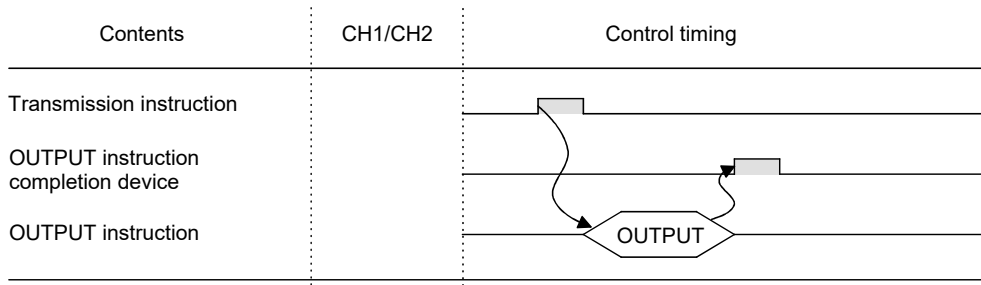 Contents CH1/CH2 Control timing
Transmission instruction
OUTPUT instruction
completion device
OUTPUT instruction
OUTPUT